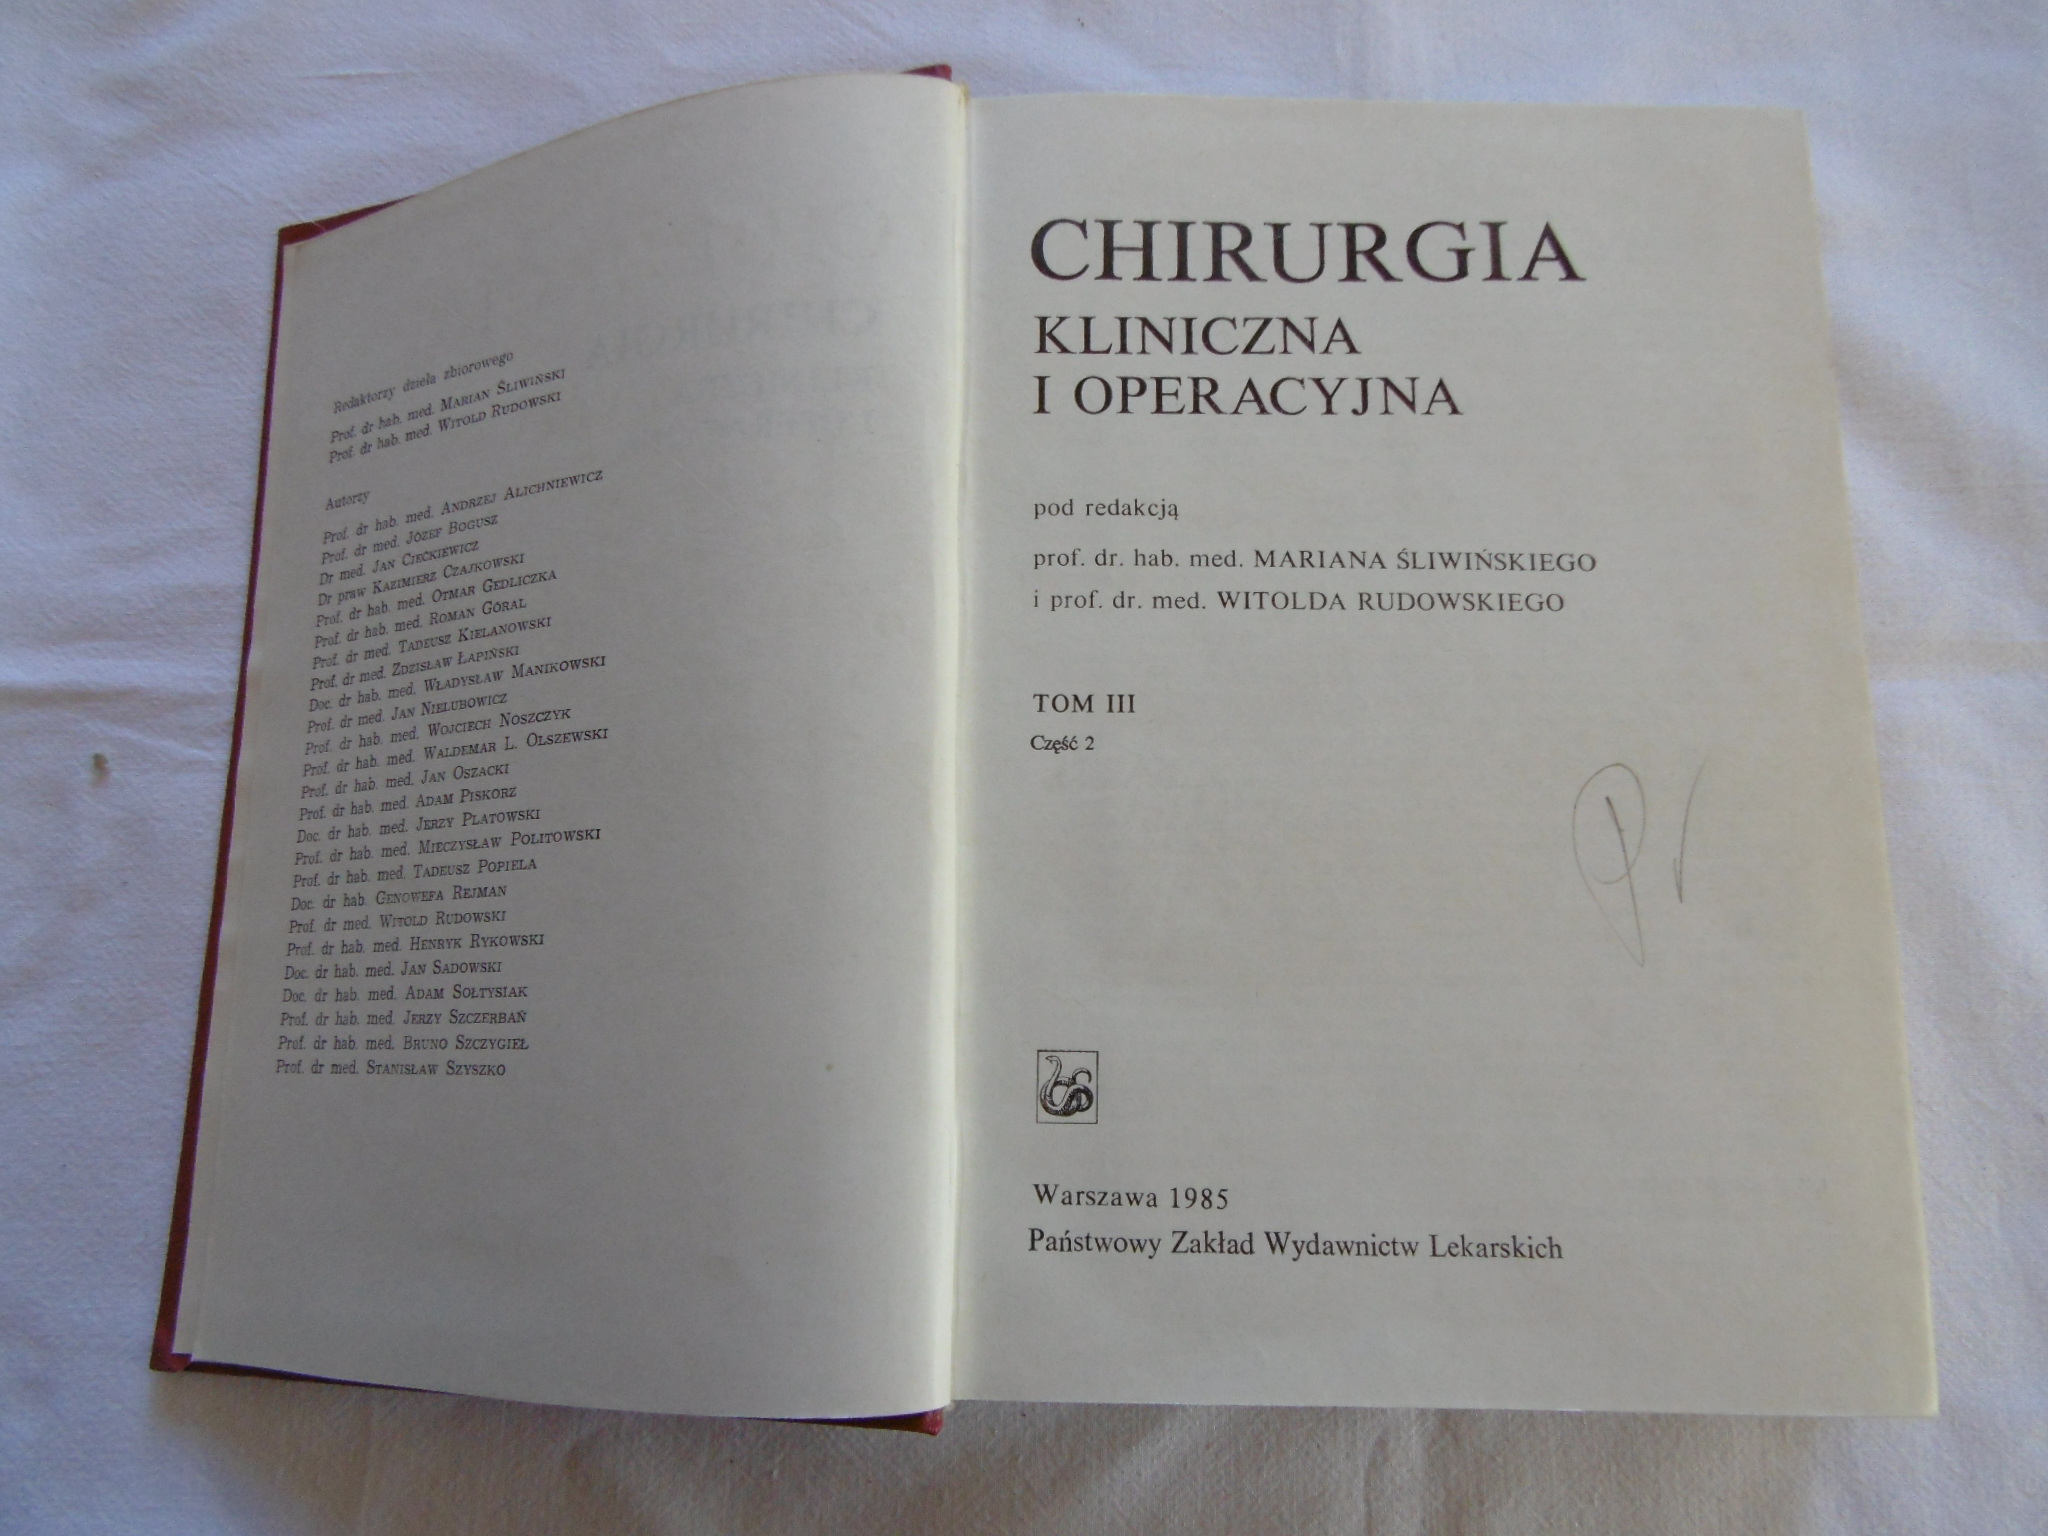 Redaktorzy dzieła zbiorowego
Prof. dr hab. med. MARIAN ŚLIWIŃSKI
Prof. dr hab. med. WITOLD RUDOWSKI
Autorzy
Prof. dr hab. med. ANDRZEJ ALICHNIEWICZ
Prof. dr med. JÓZEF BOGUSZ
Dr med. JAN CIEĆKIEWICZ
Dr praw KAZIMIERZ CZAJKOWSKI
Prof. dr hab. med. OTMAR GEDLICZKA
Prof. dr hab. med. ROMAN GÓRAL
Prof. dr med. TADEUSZ KIELANOWSKI
Prof. dr med. ZDZISŁAW ŁAPIŃSKI
Doc. dr hab. med. WŁADYSŁAW MANIKOWSKI
Prof. dr med. JAN NIELUBOWICZ
Prof. dr hab. med. WOJCIECH NOSZCZYK
Prof. dr hab. med. WALDEMAR L. OLSZEWSKI
Prof. dr hab. med. JAN OSZACKI
Prof. dr hab. med. ADAM PISKORZ
Doc. dr hab. med. JERZY PLATOWSKI
Prof. dr hab. med. MIECZYSŁAW POLITOWSKI
Prof. dr hab. med. TADEUSZ POPIELA
Doc. dr hab. GENOWEFA REJMAN
Prof. dr med. WITOLD RUDOWSKI
Prof. dr hab. med. HENRYK RYKOWSKI
Doc. dr hab. med. JAN SADOWSKI
Doc. dr hab. med. ADAM SOŁTYSIAK
Prof. dr hab. med. JERZY SZCZERBAŃ
Prof. dr hab. med. BRUNO SZCZYGIEŁ
Prof. dr med. STANISŁAW SZYSZKO
CHIRURGIA
KLINICZNA
I OPERACYJNA
pod redakcją
prof. dr. hab. med. MARIANA ŚLIWIŃSKIEGO
i prof. dr. med. WITOLDA RUDOWSKIEGO
TOM III
Część 2
Warszawa 1985
Państwowy Zakład Wydawnictw Lekarskich